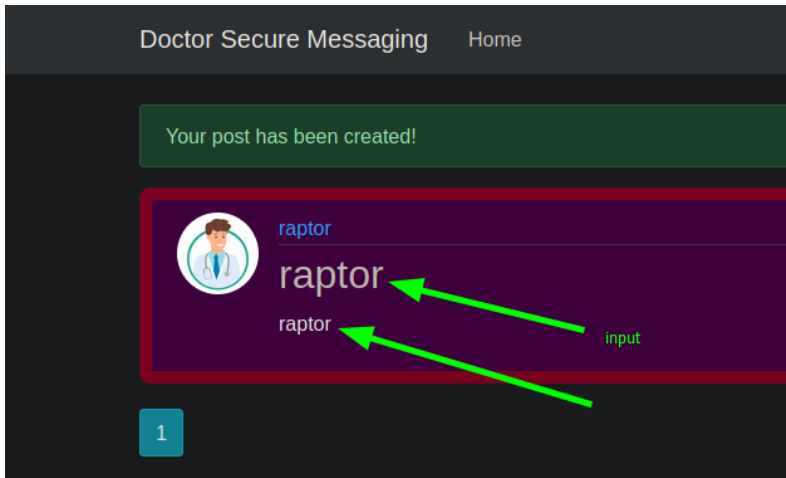 Doctor Secure Messaging Home
Your post has been created!
raptor
raptor
raptor
input
1